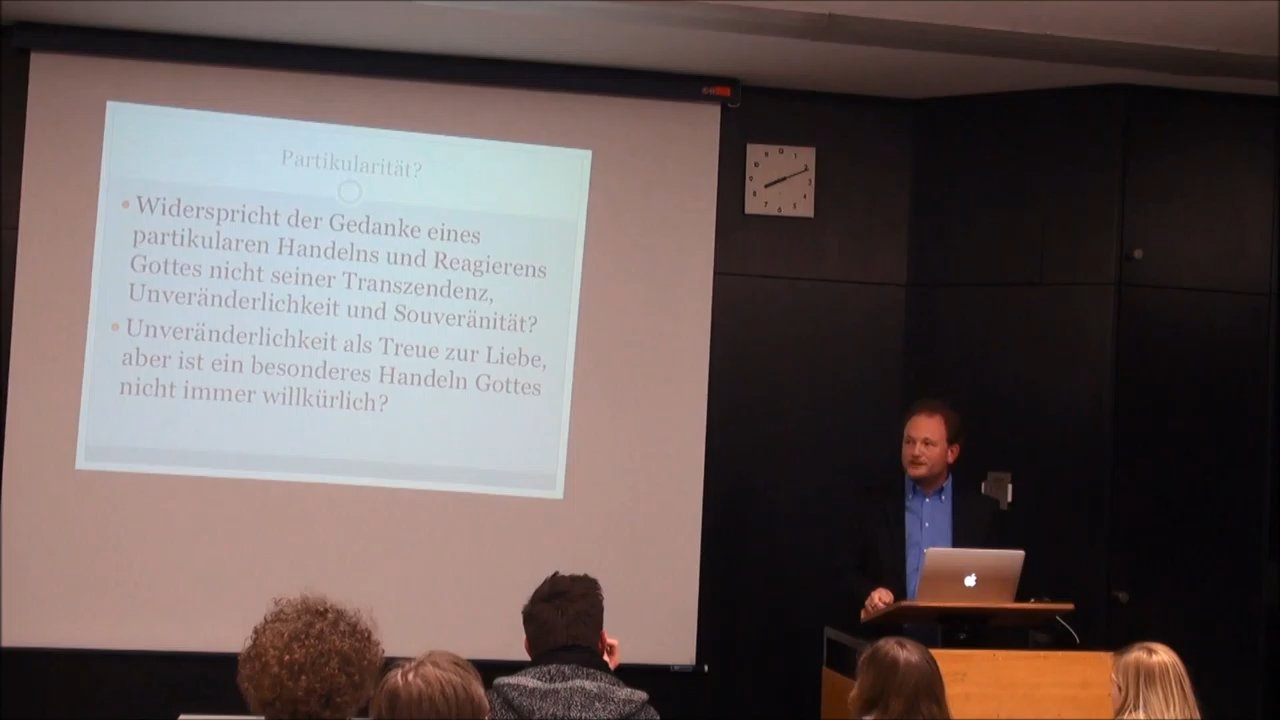 Partikularität?
Widerspricht der Gedanke eines
partikularen Handelns und Reagierens
Gottes nicht seiner Transzendenz,
Unveränderlichkeit und Souveränität?
Unveränderlichkeit als Treue zur Liebe,
aber ist ein besonderes Handeln Gottes
nicht immer willkürlich?